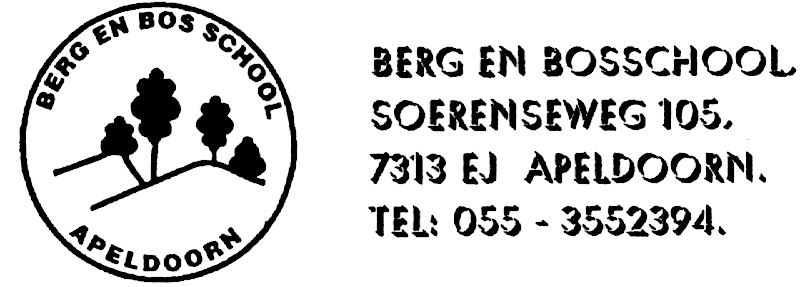 BERG EN BOS SCHOOL
APELDOORN
BERG EN BOSSCHOOL.
SOERENSEWEG 105.
7313 EJ APELDOORN.
TEL: 055 - 3552394.